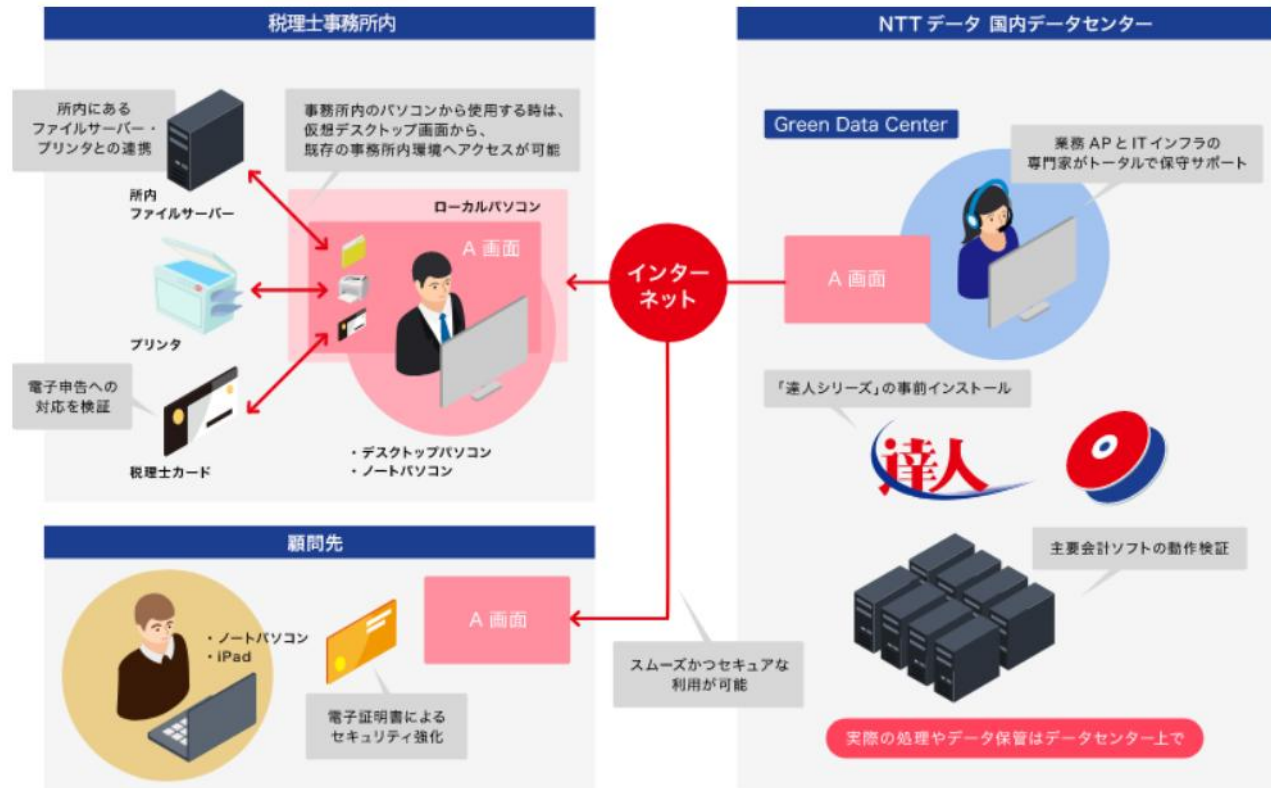 税理士事務所内
所内にある
ファイルサーバー・
プリンタとの連携
事務所内のパソコンから使用する時は、
仮想デスクトップ画面から、
既存の事務所内環境へアクセスが可能
所内
ファイルサーバー
ローカルパソコン
A 画面
プリンタ
電子申告への
対応を検証
税理士カード
・デスクトップパソコン
・ノートパソコン
インター
ネット
NTT データ 国内データセンター
Green Data Center
業務 AP と IT インフラの
専門家がトータルで保守サポート
A 画面
「達人シリーズ」の事前インストール
達人
主要会計ソフトの動作検証
実際の処理やデータ保管はデータセンター上で
顧問先
・ノートパソコン
・iPad
A 画面
電子証明書による
セキュリティ強化
スムーズかつセキュアな
利用が可能